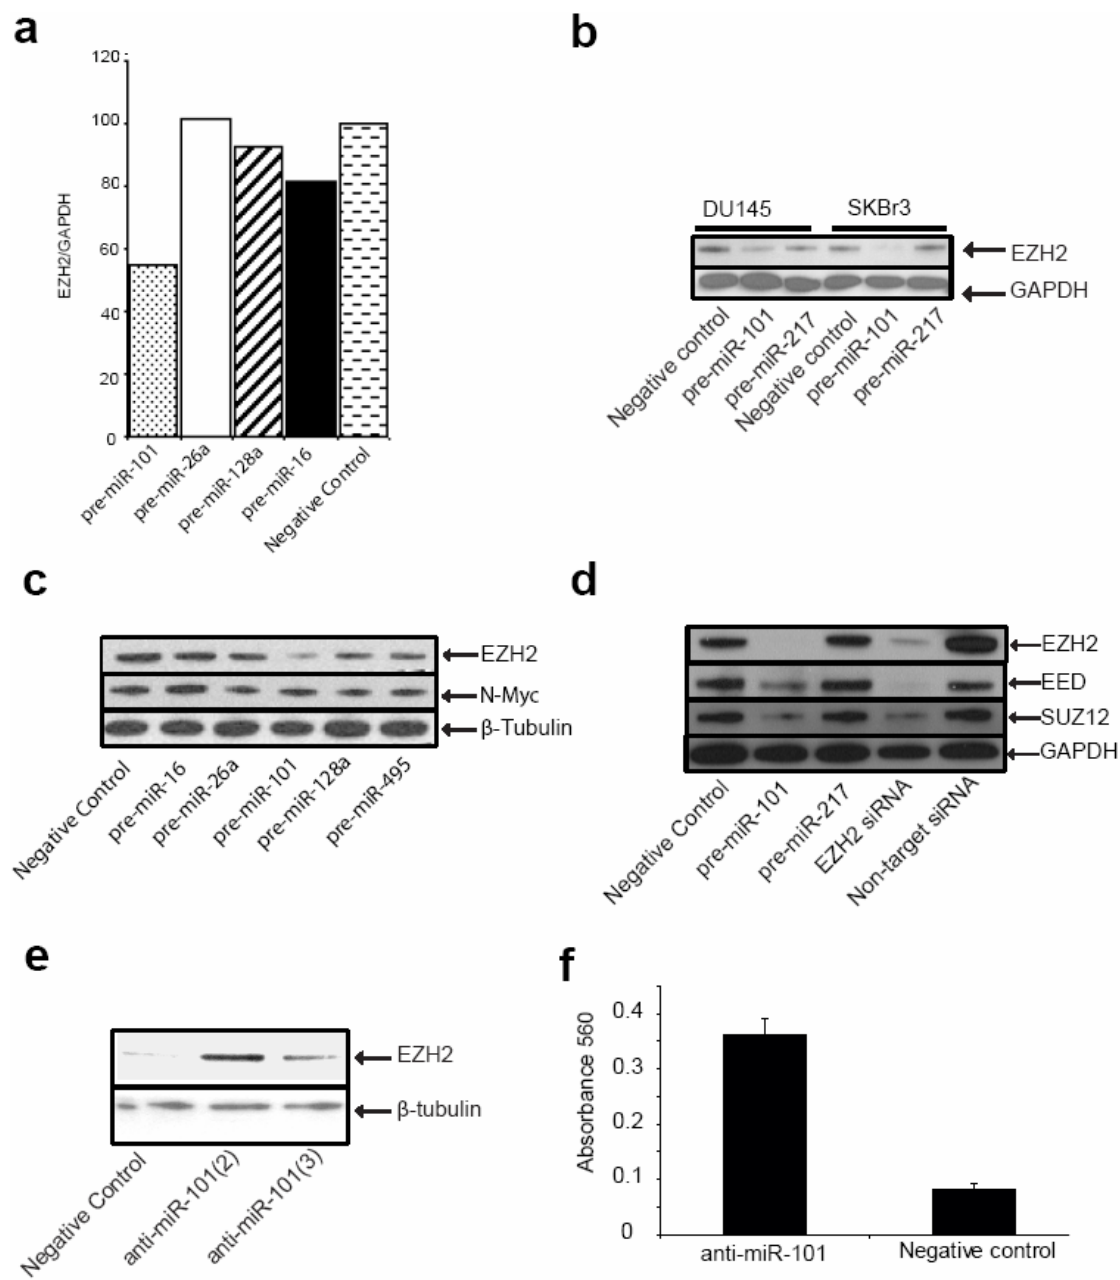 a
120
100
80
60
40
20
0
EZH2/GAPDH
pre-miR-101
pre-miR-26a
pre-miR-128a
pre-miR-16
Negative Control
b
DU145 SKBr3
EZH2
GAPDH
Negative control
pre-miR-101
pre-miR-217
Negative control
pre-miR-101
pre-miR-217
c
EZH2
N-Myc
β-Tubulin
Negative Control
pre-miR-16
pre-miR-26a
pre-miR-101
pre-miR-128a
pre-miR-495
d
EZH2
EED
SUZ12
GAPDH
Negative Control
pre-miR-101
pre-miR-217
EZH2 siRNA
Non-target siRNA
e
EZH2
β-tubulin
Negative Control
anti-miR-101(2)
anti-miR-101(3)
f
Absorbance 560
0.4
0.3
0.2
0.1
0
anti-miR-101 Negative control